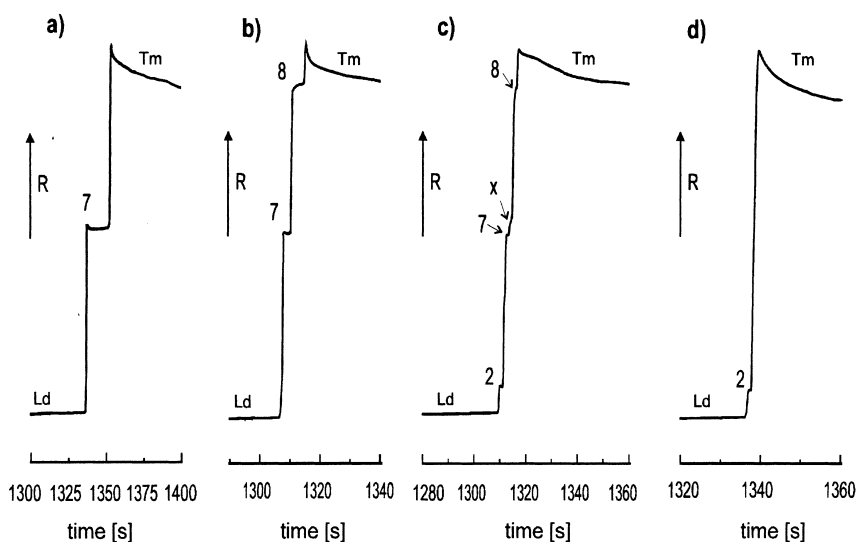 a)
b)
c)
d)
Tm
8
Tm
8
Tm
Tm
R
7
R
7
R
x
7
R
2
2
Ld
Ld
Ld
Ld
1300 1325 1350 1375 1400
1300 1320 1340
1280 1300 1320 1340 1360
1320 1340 1360
time [s]
time [s]
time [s]
time [s]